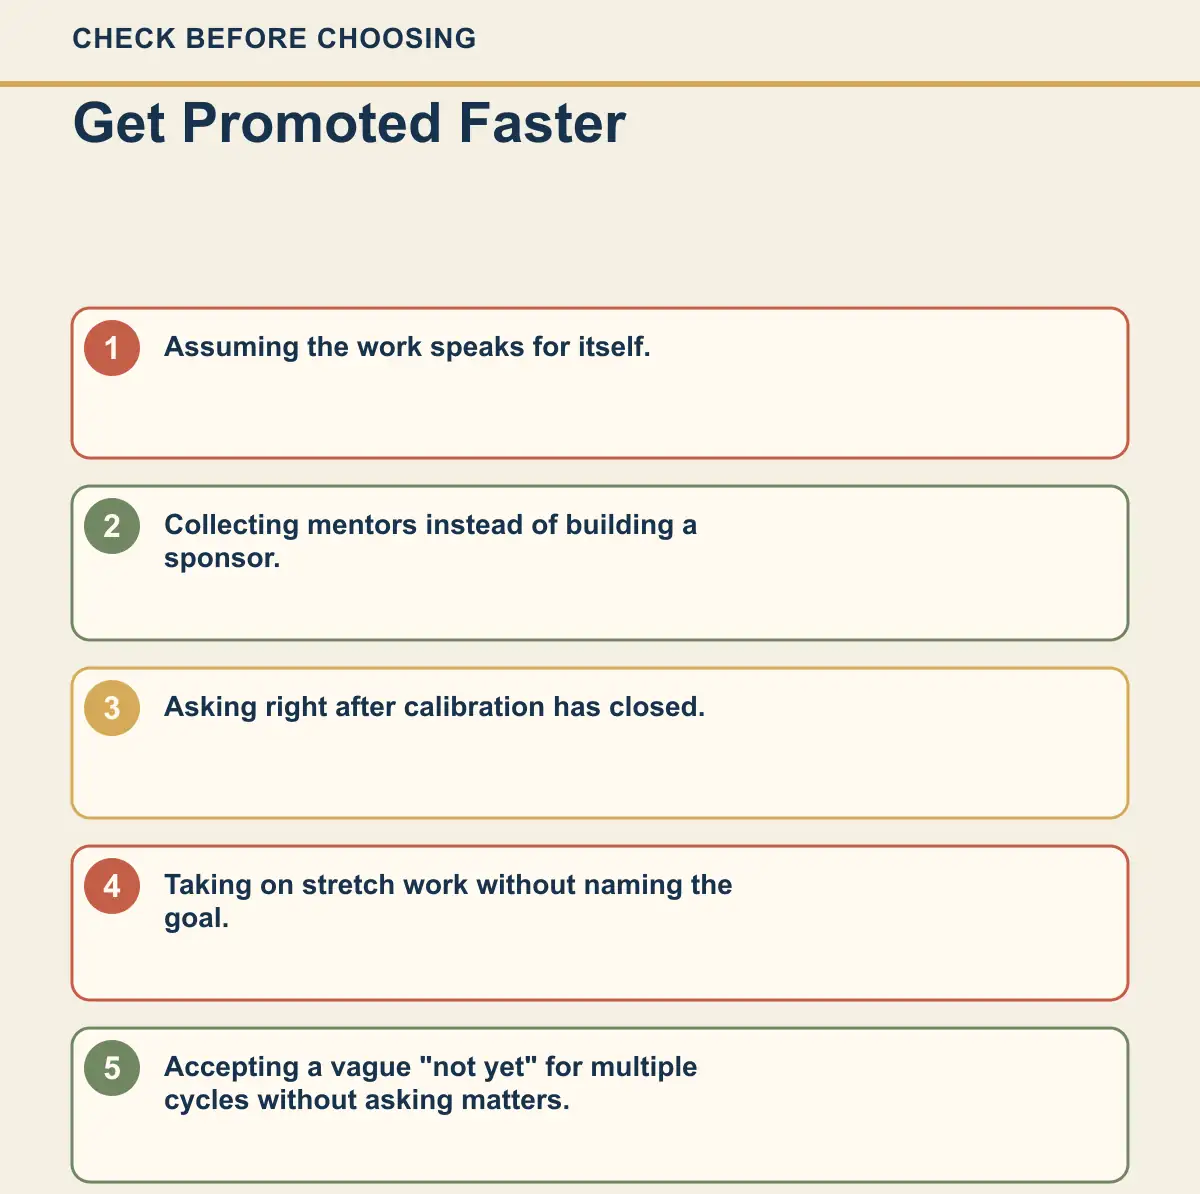 CHECK BEFORE CHOOSING
Get Promoted Faster
1
Assuming the work speaks for itself.
2
Collecting mentors instead of building a
sponsor.
3
Asking right after calibration has closed.
4
Taking on stretch work without naming the
goal.
5
Accepting a vague "not yet" for multiple
cycles without asking matters.